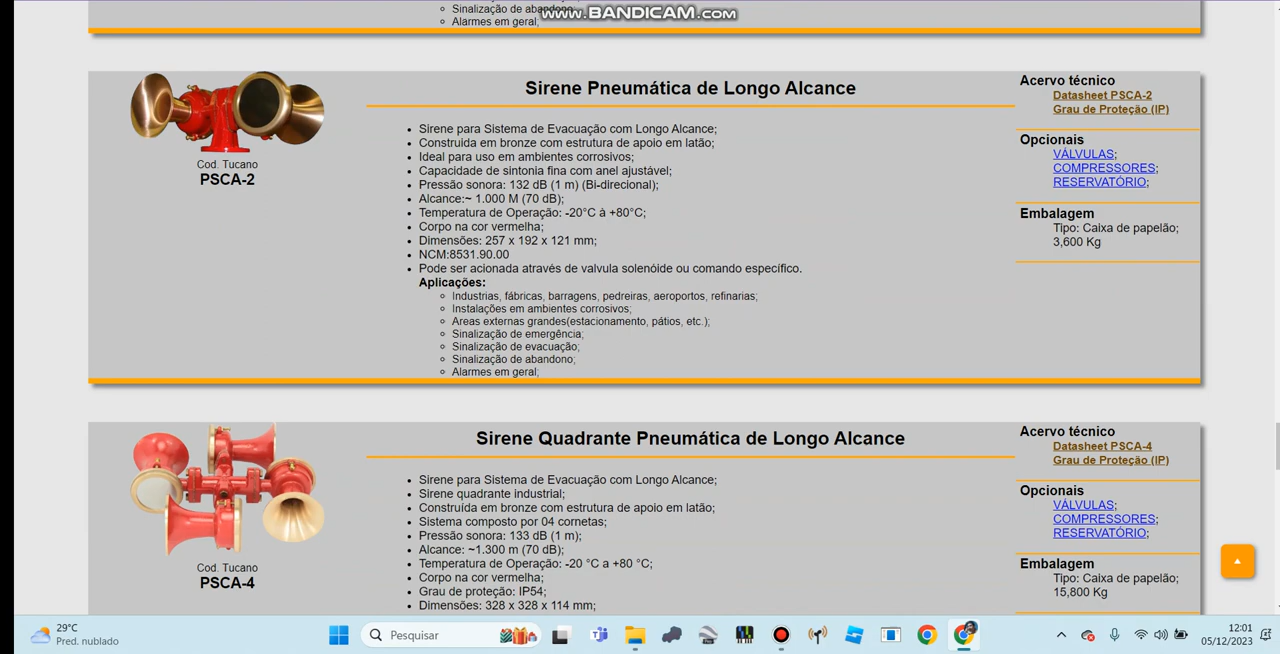 Sinalização de abandono;
www.BANDICAM.com
Alarmes em geral;
Cod. Tucano
PSCA-2
Sirene Pneumática de Longo Alcance
Sirene para Sistema de Evacuação com Longo Alcance;
Construida em bronze com estrutura de apoio em latão;
Ideal para uso em ambientes corrosivos;
Capacidade de sintonia fina com anel ajustável;
Pressão sonora: 132 dB (1 m) (Bi-direcional);
Alcance:~ 1.000 M (70 dB);
Temperatura de Operação: -20°C à +80°C;
Corpo na cor vermelha;
Dimensões: 257 x 192 x 121 mm;
NCM:8531.90.00
Pode ser acionada através de valvula solenóide ou comando específico.
Aplicações:
Industrias, fábricas, barragens, pedreiras, aeroportos, refinarias;
Instalações em ambientes corrosivos;
Areas externas grandes(estacionamento, pátios, etc.);
Sinalização de emergência;
Sinalização de evacuação;
Sinalização de abandono;
Alarmes em geral;
Acervo técnico
Datasheet PSCA-2
Grau de Proteção (IP)
Opcionais
VÁLVULAS;
COMPRESSORES;
RESERVATÓRIO;
Embalagem
Tipo: Caixa de papelão;
3,600 Kg
Cod. Tucano
PSCA-4
Sirene Quadrante Pneumática de Longo Alcance
Sirene para Sistema de Evacuação com Longo Alcance;
Sirene quadrante industrial;
Construída em bronze com estrutura de apoio em latão;
Sistema composto por 04 cornetas;
Pressão sonora: 133 dB (1 m);
Alcance: ~1.300 m (70 dB);
Temperatura de Operação: -20 °C a +80 °C;
Corpo na cor vermelha;
Grau de proteção: IP54;
Dimensões: 328 x 328 x 114 mm;
Acervo técnico
Datasheet PSCA-4
Grau de Proteção (IP)
Opcionais
VÁLVULAS;
COMPRESSORES;
RESERVATÓRIO;
Embalagem
Tipo: Caixa de papelão;
15,800 Kg
29°C
Pred. nublado
Pesquisar
12:01
05/12/2023